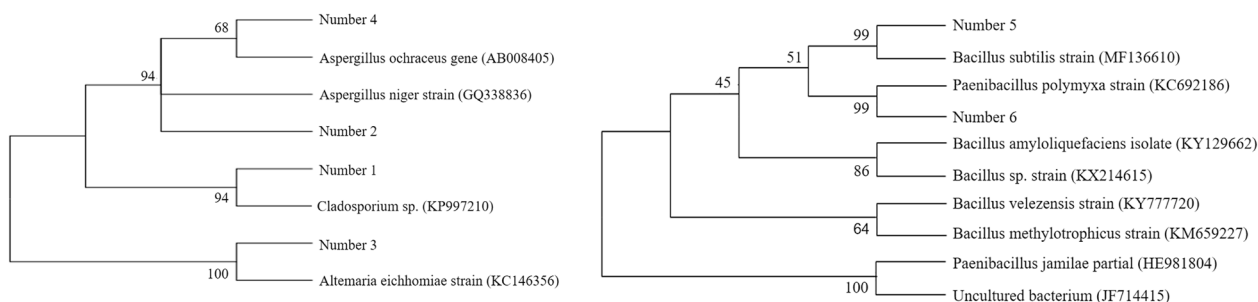 Number 4
68
Aspergillus ochraceus gene (AB008405)
94
Aspergillus niger strain (GQ338836)
Number 2
Number 1
94
Cladosporium sp. (KP997210)
Number 3
100
Altemaria eichhomiae strain (KC146356)
Number 5
99
Bacillus subtilis strain (MF136610)
51
Paenibacillus polymyxa strain (KC692186)
45
99
Number 6
Bacillus amyloliquefaciens isolate (KY129662)
86
Bacillus sp. strain (KX214615)
Bacillus velezensis strain (KY777720)
64
Bacillus methylotrophicus strain (KM659227)
Paenibacillus jamilae partial (HE981804)
100
Uncultured bacterium (JF714415)